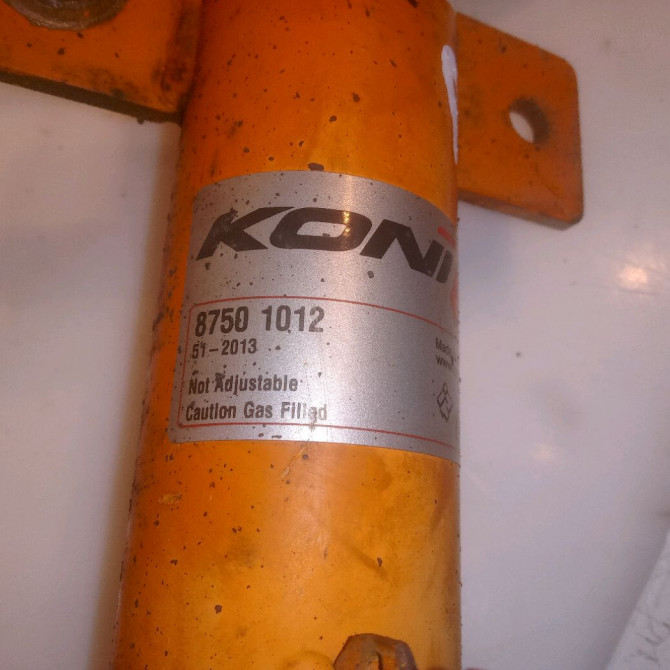 KONI
8750 1012
51-2013
Not Adjustable
Caution Gas Filled